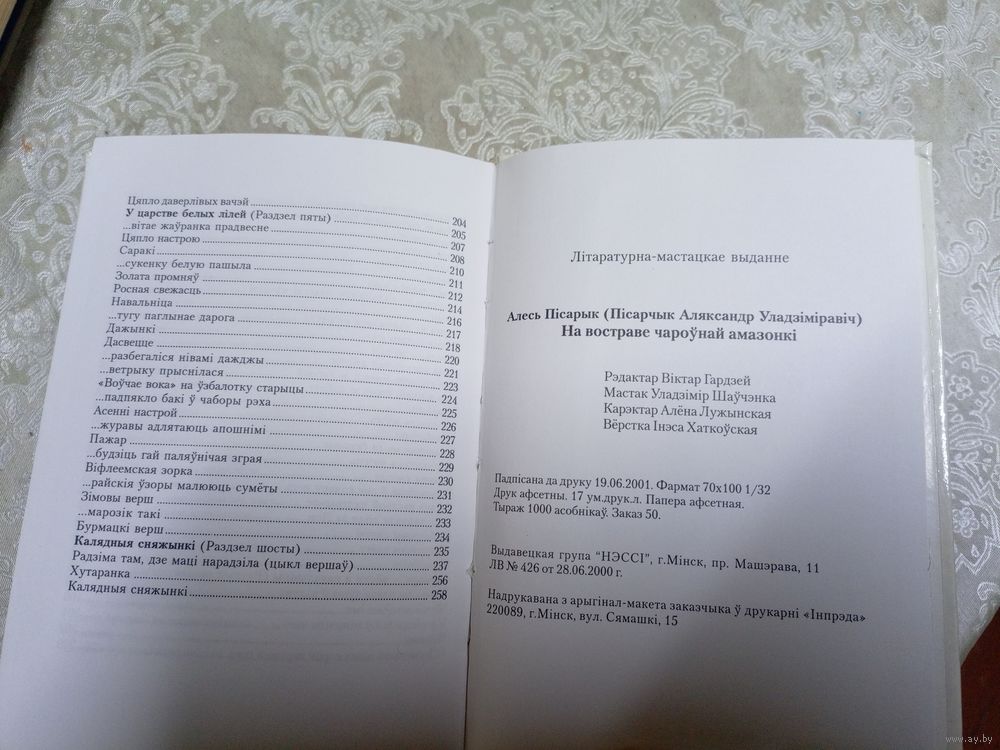 Цяпло даверлівых вачэй ... 204
У царстве белых лілей (Раздзел пяты) ... 205
...вітае жаўранка прадвесне ... 207
Цяпло настрою ... 208
Саракі ... 210
...сукенку белую пашыла ... 211
Золата промняў ... 212
Росная свежасць ... 214
Навальніца ... 216
...тугу паглынае дарога ... 217
Дажынкі ... 218
Дасвецце ... 220
...разбегаліся нівамі дажджы ... 221
...ветрыку прыснілася ... 223
«Воўчае вока» на ўзбалотку старыцы ... 224
...падпякло бакі ў чаборы рэха ... 225
Асенні настрой ... 226
...журавы адлятаюць апошнімі ... 227
Пажар ... 228
...будзіць гай паляўнічая зграя ... 229
Віфлеемская зорка ... 230
...райскія ўзоры малююць сумёты ... 231
Зімовы верш ... 232
...марозік такі ... 233
Бурмацкі верш ... 234
Калядныя сняжынкі (Раздзел шосты) ... 235
Радзіма там, дзе маці нарадзіла (цыкл вершаў) ... 237
Хутаранка ... 256
Калядныя сняжынкі ... 258
Літаратурна-мастацкае выданне
Алесь Пісарык (Пісарчык Аляксандр Уладзіміравіч)
На востраве чароўнай амазонкі
Рэдактар Віктар Гардзей
Мастак Уладзімір Шаўчэнка
Карэктар Алёна Лужынская
Вёрстка Інэса Хаткоўская
Падпісана да друку 19.06.2001. Фармат 70х100 1/32
Друк афсетны. 17 ум.друк.л. Папера афсетная.
Тыраж 1000 асобнікаў. Заказ 50.
Выдавецкая група “НЭССІ”, г.Мінск, пр. Машэрава, 11
ЛВ № 426 от 28.06.2000 г.
Надрукавана з арыгінал-макета заказчыка ў друкарні «Інпрэда»
220089, г.Мінск, вул. Сямашкі, 15
www.ay.by